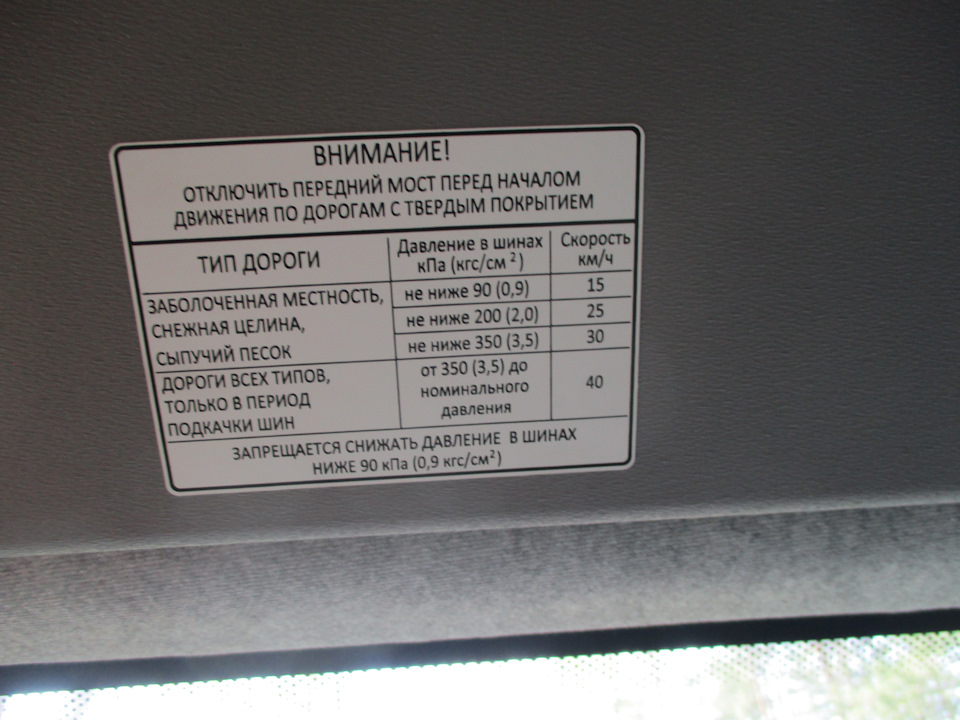 ВНИМАНИЕ!
ОТКЛЮЧИТЬ ПЕРЕДНИЙ МОСТ ПЕРЕД НАЧАЛОМ
ДВИЖЕНИЯ ПО ДОРОГАМ С ТВЕРДЫМ ПОКРЫТИЕМ
ТИП ДОРОГИ
Давление в шинах
кПа (кгс/см²)
Скорость
км/ч
ЗАБОЛОЧЕННАЯ МЕСТНОСТЬ,
СНЕЖНАЯ ЦЕЛИНА,
СЫПУЧИЙ ПЕСОК
не ниже 90 (0,9)
15
не ниже 200 (2,0)
25
не ниже 350 (3,5)
30
ДОРОГИ ВСЕХ ТИПОВ,
ТОЛЬКО В ПЕРИОД
ПОДКАЧКИ ШИН
от 350 (3,5) до
номинального
давления
40
ЗАПРЕЩАЕТСЯ СНИЖАТЬ ДАВЛЕНИЕ В ШИНАХ
НИЖЕ 90 кПа (0,9 кгс/см²)